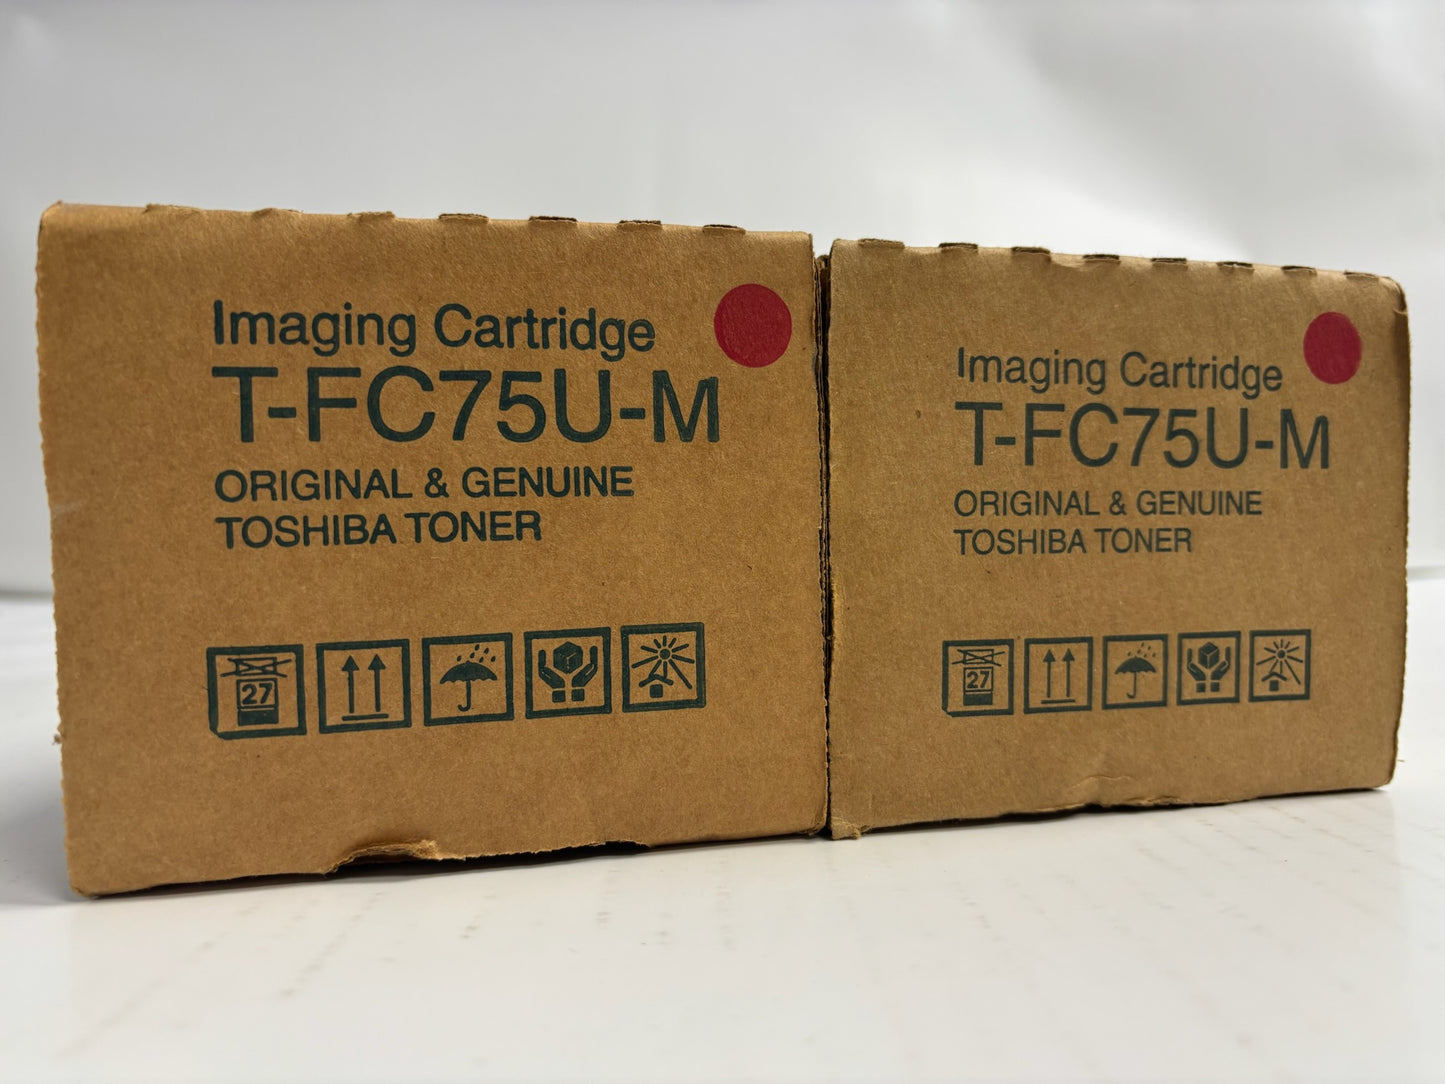 Imaging Cartridge
T-FC75U-M
ORIGINAL & GENUINE
TOSHIBA TONER
27
Imaging Cartridge
T-FC75U-M
ORIGINAL & GENUINE
TOSHIBA TONER
27